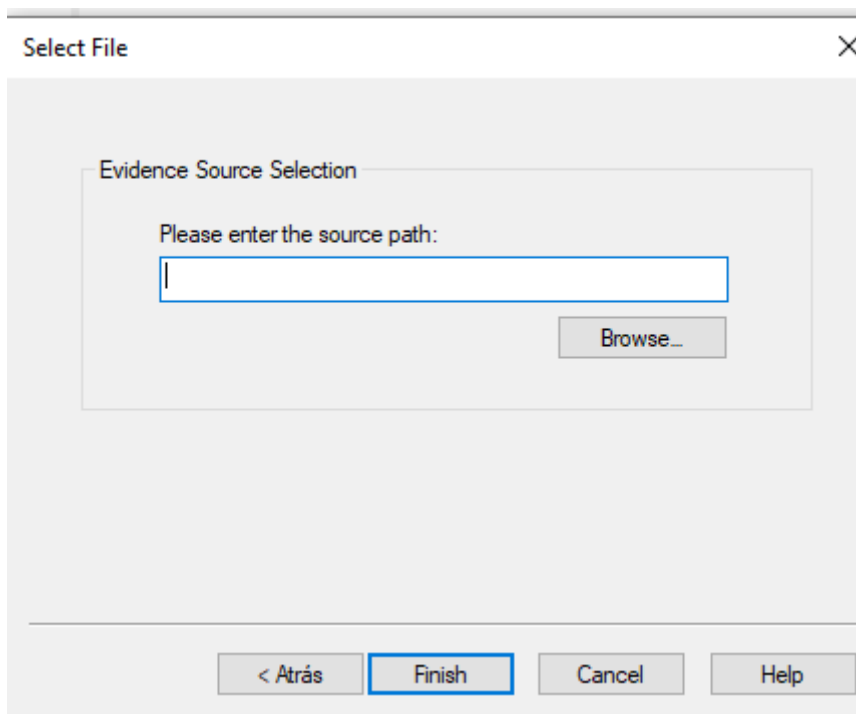 Select File
Evidence Source Selection
Please enter the source path:
Browse...
< Atrás Finish Cancel Help